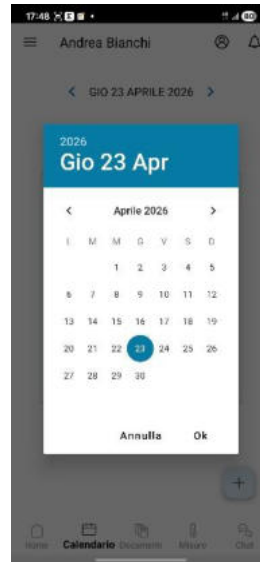 17:48
80
Andrea Bianchi
GIO 23 APRILE 2026
2026
Gio 23 Apr
Aprile 2026
L M M G V S D
1 2 3 4 5
6 7 8 9 10 11 12
13 14 15 16 17 18 19
20 21 22 23 24 25 26
27 28 29 30
Annulla Ok
+
Home Calendario Documenti Misure Chat